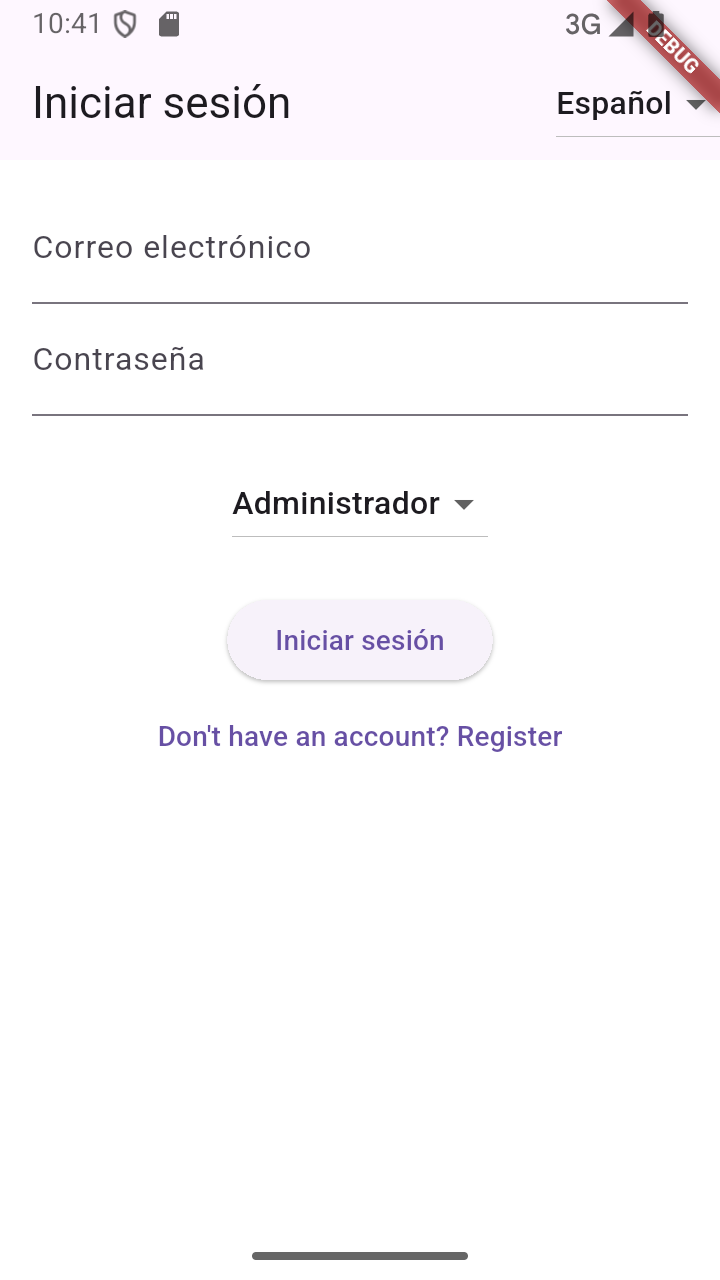 10:41
3G
DEBUG
Iniciar sesión
Español
Correo electrónico
Contraseña
Administrador
Iniciar sesión
Don't have an account? Register